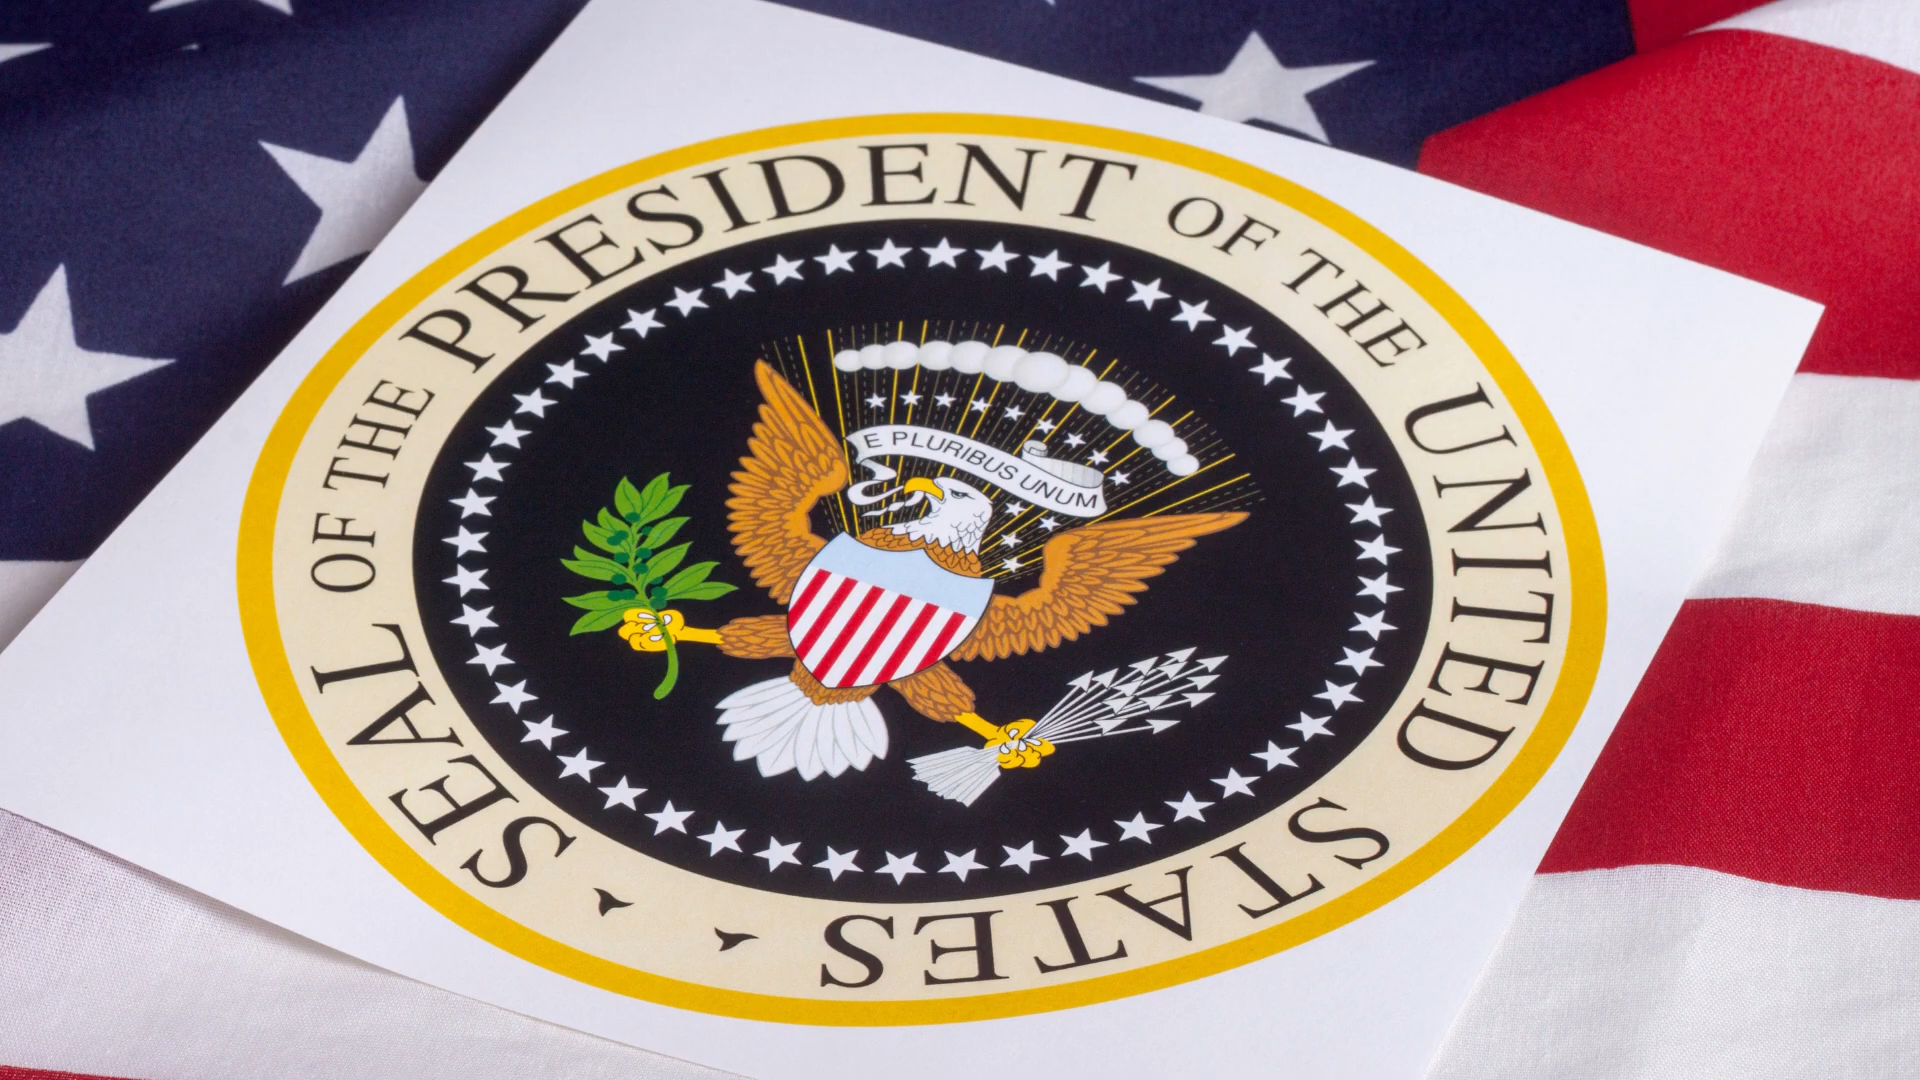 SEAL OF THE PRESIDENT OF THE UNITED STATES
E PLURIBUS UNUM